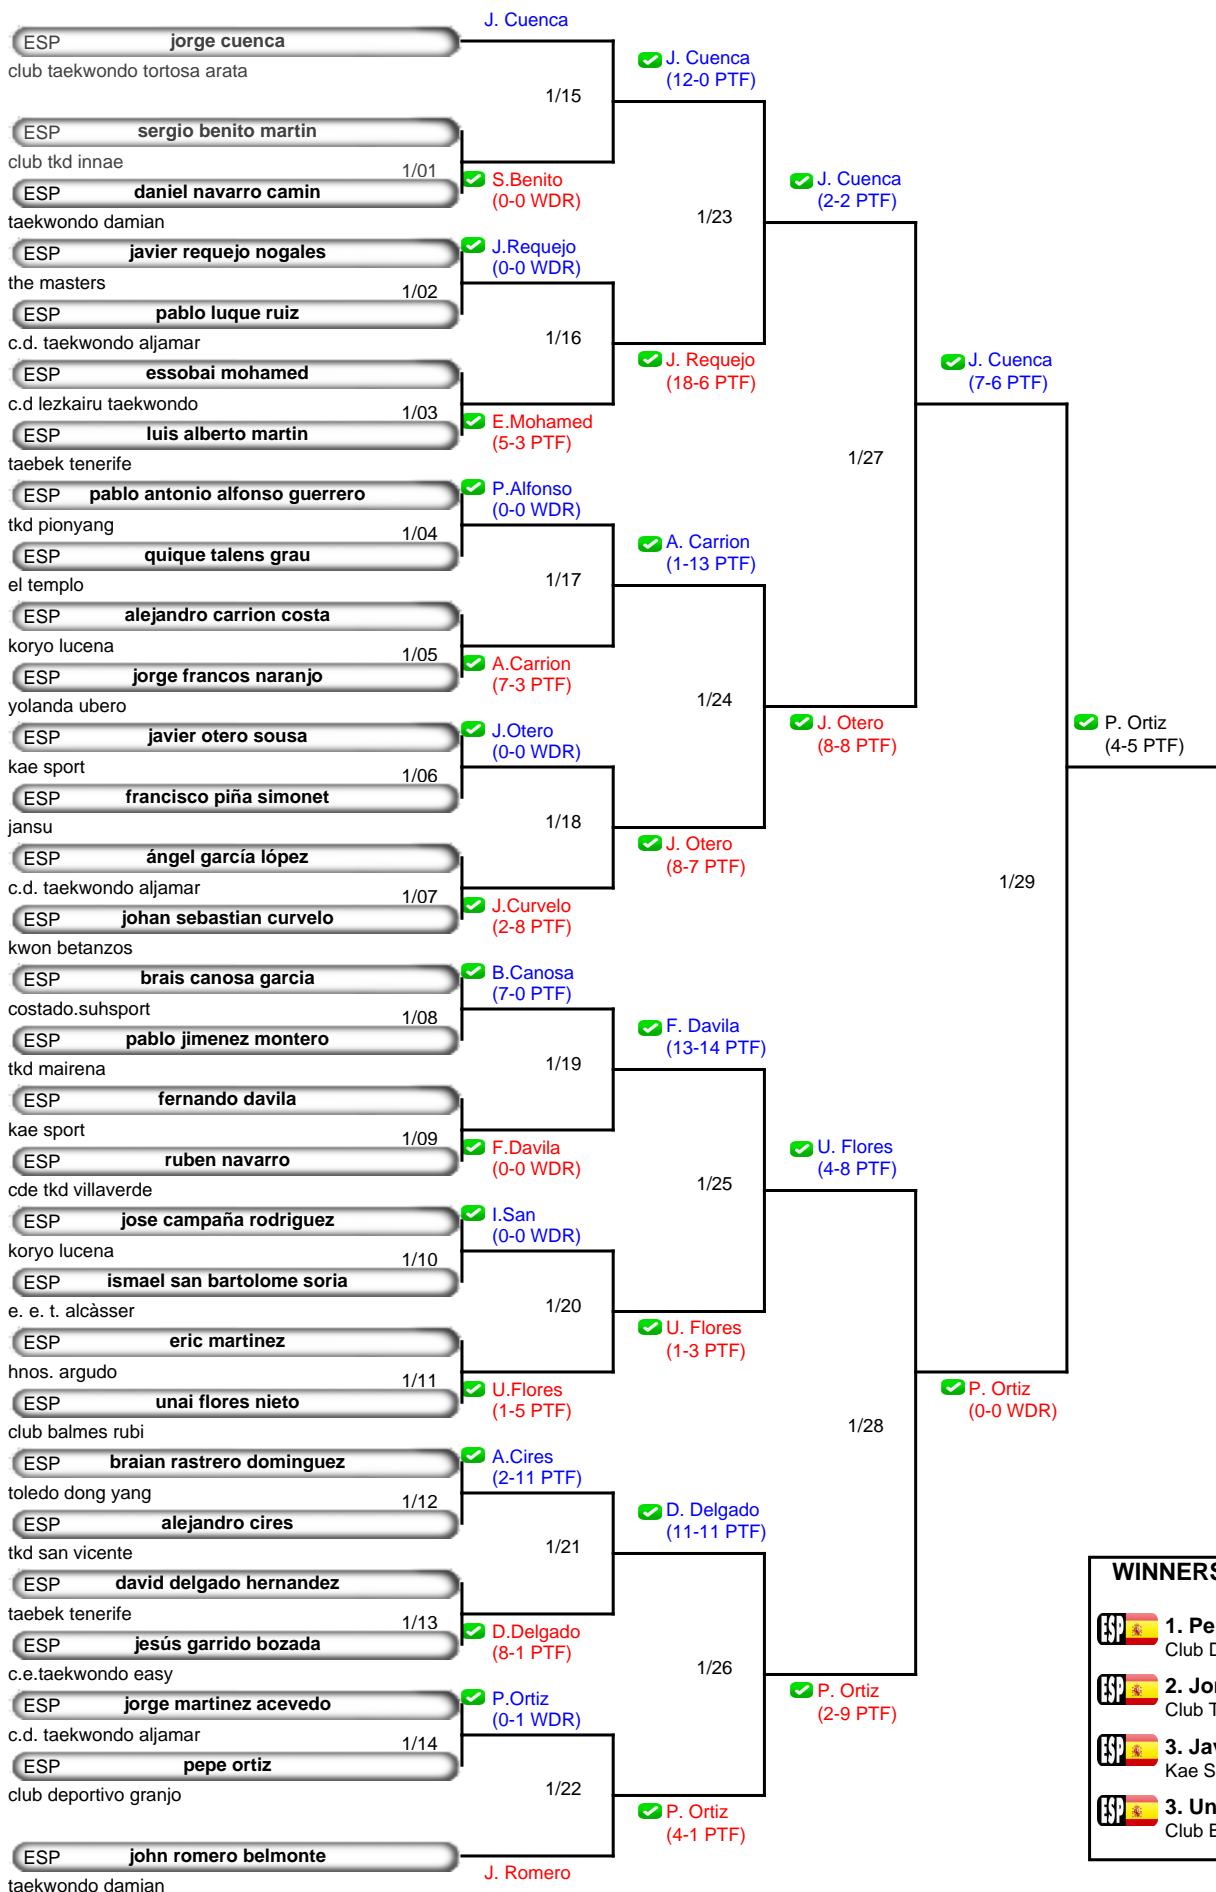 J. Cuenca
ESP jorge cuenca
club taekwondo tortosa arata
J. Cuenca
(12-0 PTF)
1/15
ESP sergio benito martin
club tkd innae
1/01
S.Benito
(0-0 WDR)
ESP daniel navarro camin
taekwondo damian
J. Cuenca
(2-2 PTF)
1/23
ESP javier requejo nogales
the masters
J.Requejo
(0-0 WDR)
1/02
ESP pablo luque ruiz
c.d. taekwondo aljamar
1/16
J. Requejo
(18-6 PTF)
J. Cuenca
(7-6 PTF)
ESP essobai mohamed
c.d lezkairu taekwondo
1/03
E.Mohamed
(5-3 PTF)
ESP luis alberto martin
taebek tenerife
1/27
ESP pablo antonio alfonso guerrero
tkd pionyang
P.Alfonso
(0-0 WDR)
1/04
ESP quique talens grau
el templo
A. Carrion
(1-13 PTF)
1/17
ESP alejandro carrion costa
koryo lucena
1/05
A.Carrion
(7-3 PTF)
ESP jorge francos naranjo
yolanda ubero
1/24
J. Otero
(8-8 PTF)
P. Ortiz
(4-5 PTF)
ESP javier otero sousa
kae sport
J.Otero
(0-0 WDR)
1/06
ESP francisco piña simonet
jansu
1/18
J. Otero
(8-7 PTF)
ESP ángel garcía lópez
c.d. taekwondo aljamar
1/07
J.Curvelo
(2-8 PTF)
ESP johan sebastian curvelo
kwon betanzos
1/29
ESP brais canosa garcia
costado.suhsport
B.Canosa
(7-0 PTF)
1/08
ESP pablo jimenez montero
tkd mairena
F. Davila
(13-14 PTF)
1/19
ESP fernando davila
kae sport
1/09
F.Davila
(0-0 WDR)
ESP ruben navarro
cde tkd villaverde
U. Flores
(4-8 PTF)
1/25
ESP jose campaña rodriguez
koryo lucena
I.San
(0-0 WDR)
1/10
ESP ismael san bartolome soria
e. e. t. alcàsser
1/20
U. Flores
(1-3 PTF)
ESP eric martinez
hnos. argudo
1/11
U.Flores
(1-5 PTF)
ESP unai flores nieto
club balmes rubi
P. Ortiz
(0-0 WDR)
1/28
ESP braian rastrero dominguez
toledo dong yang
A.Cires
(2-11 PTF)
1/12
ESP alejandro cires
tkd san vicente
D. Delgado
(11-11 PTF)
1/21
ESP david delgado hernandez
taebek tenerife
1/13
D.Delgado
(8-1 PTF)
ESP jesús garrido bozada
c.e.taekwondo easy
1/26
P. Ortiz
(2-9 PTF)
ESP jorge martinez acevedo
c.d. taekwondo aljamar
P.Ortiz
(0-1 WDR)
1/14
ESP pepe ortiz
club deportivo granjo
1/22
P. Ortiz
(4-1 PTF)
ESP john romero belmonte
taekwondo damian
J. Romero
WINNERS
ESP 1. Pe
Club D
ESP 2. Jor
Club T
ESP 3. Jav
Kae S
ESP 3. Un
Club B